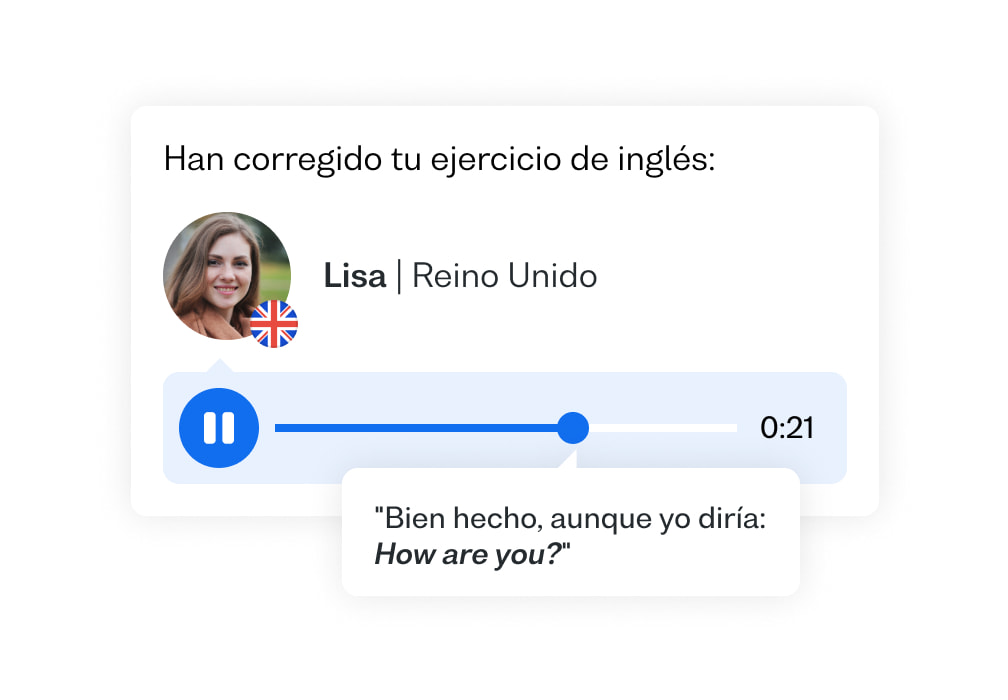 Han corregido tu ejercicio de inglés:
Lisa | Reino Unido
0:21
"Bien hecho, aunque yo diría:
How are you?"